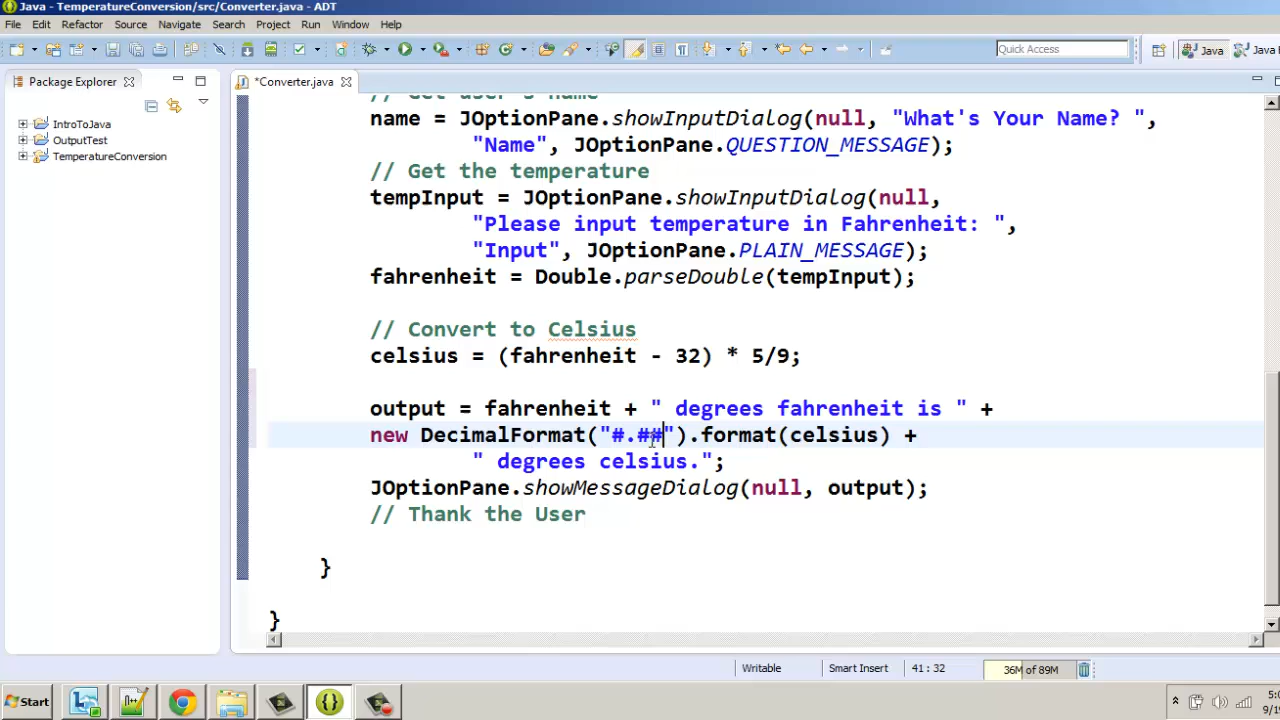 Java - TemperatureConversion/src/Converter.java - ADT
File Edit Refactor Source Navigate Search Project Run Window Help
Quick Access
Java
Java
Package Explorer
*Converter.java
IntroToJava
OutputTest
TemperatureConversion
// Get user's name
name = JOptionPane.showInputDialog(null, "What's Your Name? ",
"Name", JOptionPane.QUESTION_MESSAGE);
// Get the temperature
tempInput = JOptionPane.showInputDialog(null,
"Please input temperature in Fahrenheit: ",
"Input", JOptionPane.PLAIN_MESSAGE);
fahrenheit = Double.parseDouble(tempInput);
// Convert to Celsius
celsius = (fahrenheit - 32) * 5/9;
output = fahrenheit + " degrees fahrenheit is " +
new DecimalFormat("#.##").format(celsius) +
" degrees celsius.";
JOptionPane.showMessageDialog(null, output);
// Thank the User
}
}
Writable
Smart Insert
41 : 32
36M of 89M
Start